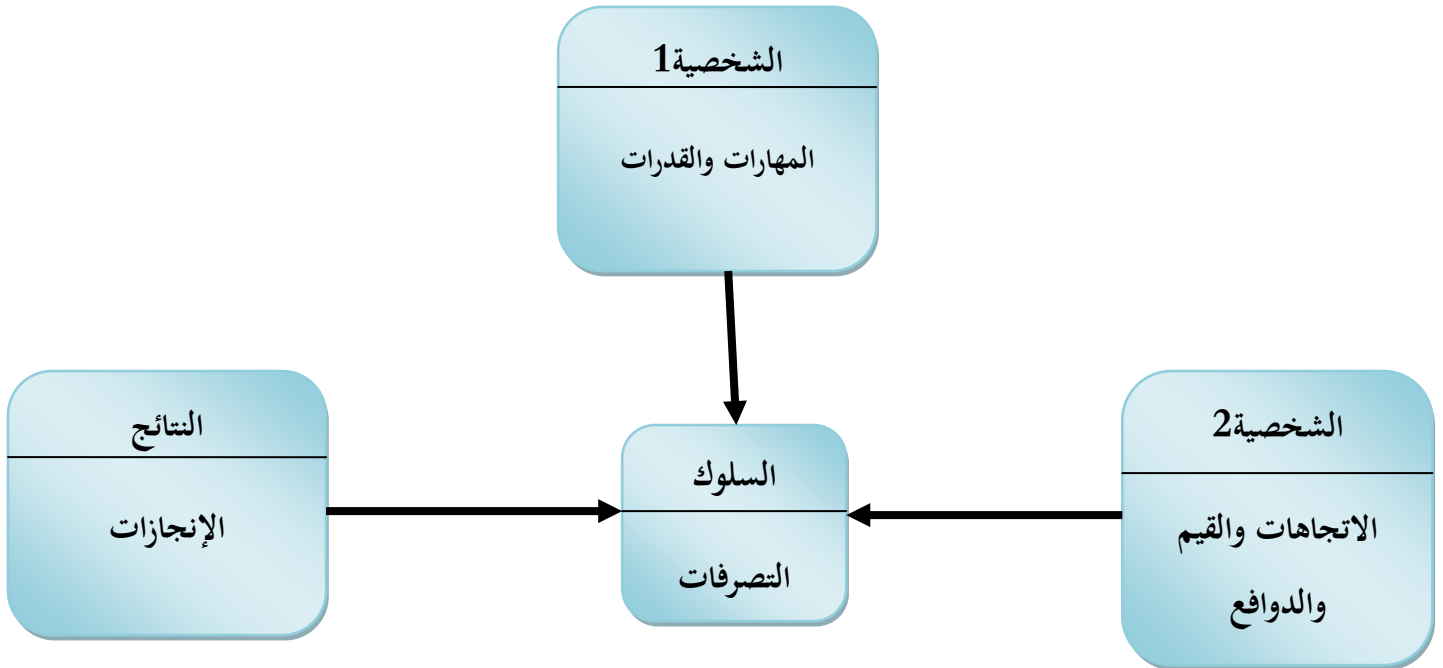 الشخصية1
المهارات والقدرات
الشخصية2
الاتجاهات والقيم
والدوافع
السلوك
التصرفات
النتائج
الإنجازات